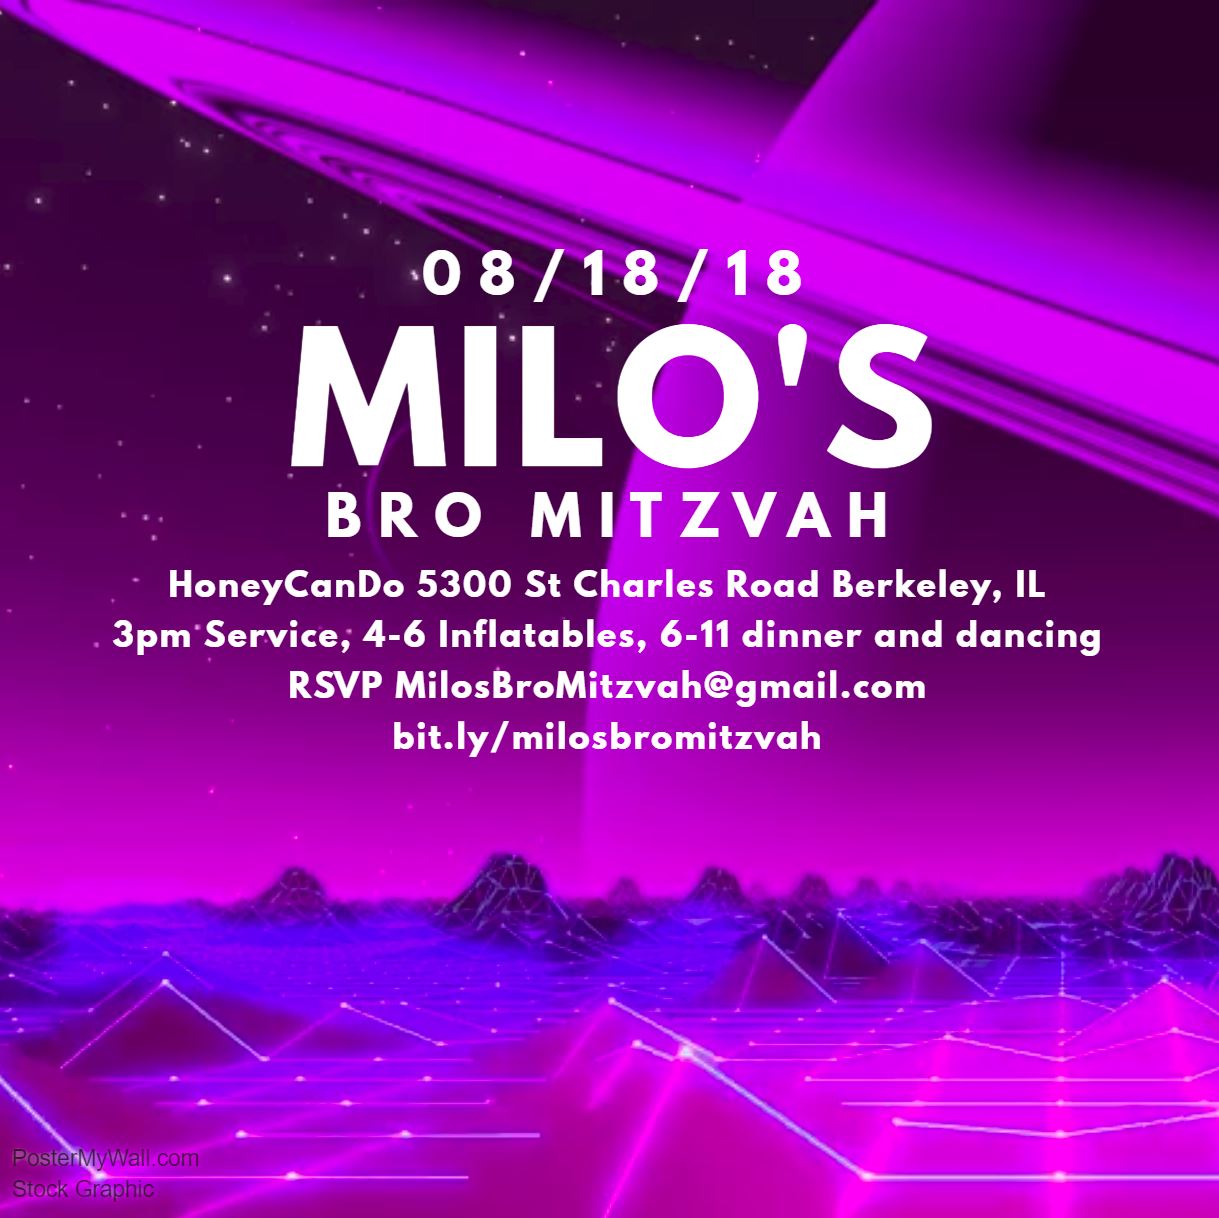 08/18/18
MILO'S
BRO MITZVAH
HoneyCanDo 5300 St Charles Road Berkeley, IL
3pm Service, 4-6 Inflatables, 6-11 dinner and dancing
RSVP MilosBroMitzvah@gmail.com
bit.ly/milosbromitzvah
PosterMyWall.com
Stock Graphic